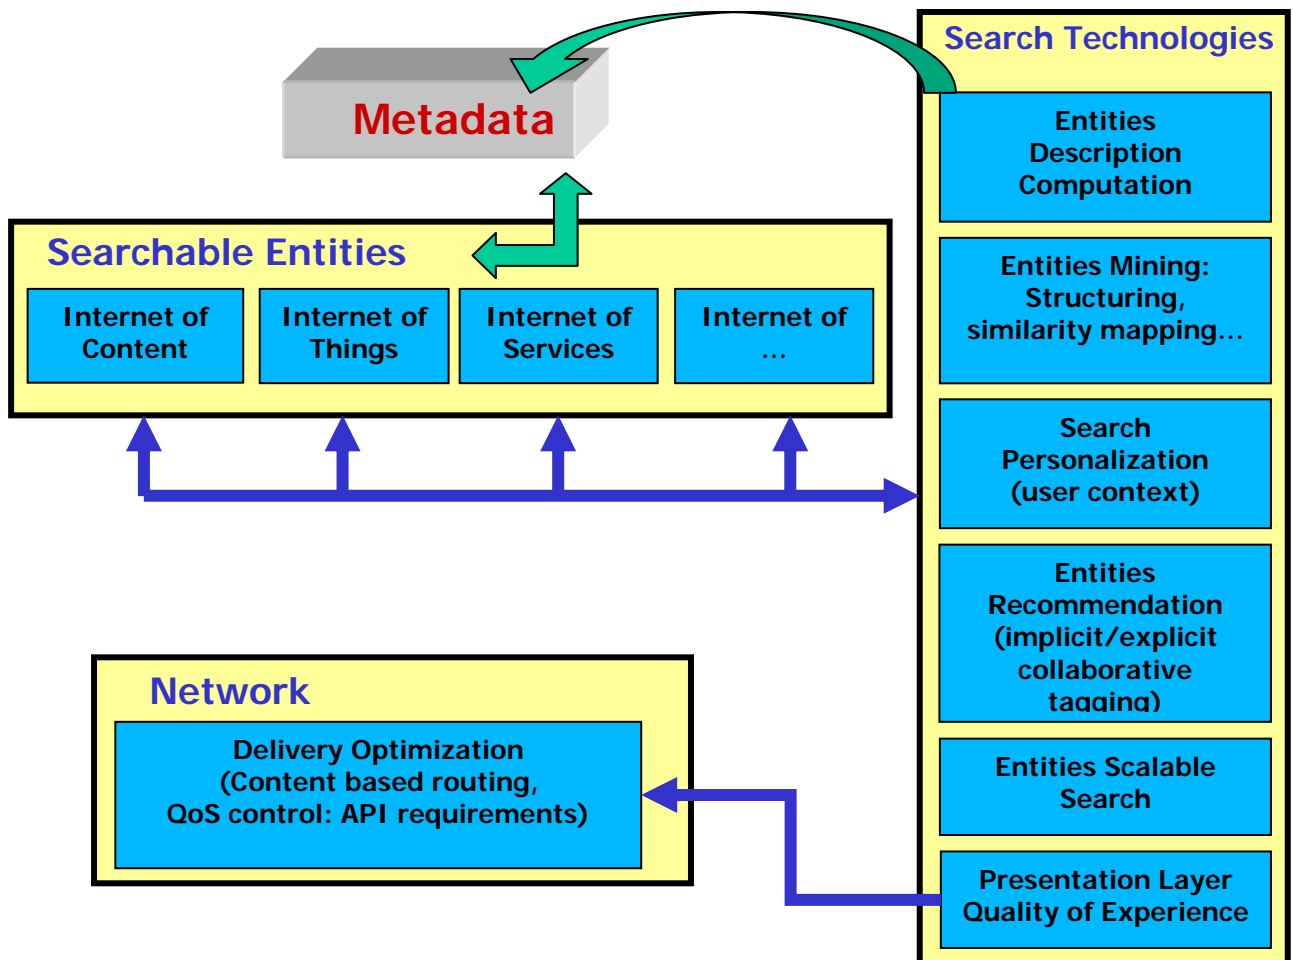 Search Technologies
Metadata
Entities
Description
Computation
Searchable Entities
Internet of
Content
Internet of
Things
Internet of
Services
Internet of
...
Entities Mining:
Structuring,
similarity mapping...
Search
Personalization
(user context)
Entities
Recommendation
(implicit/explicit
collaborative
tagging)
Network
Delivery Optimization
(Content based routing,
QoS control: API requirements)
Entities Scalable
Search
Presentation Layer
Quality of Experience